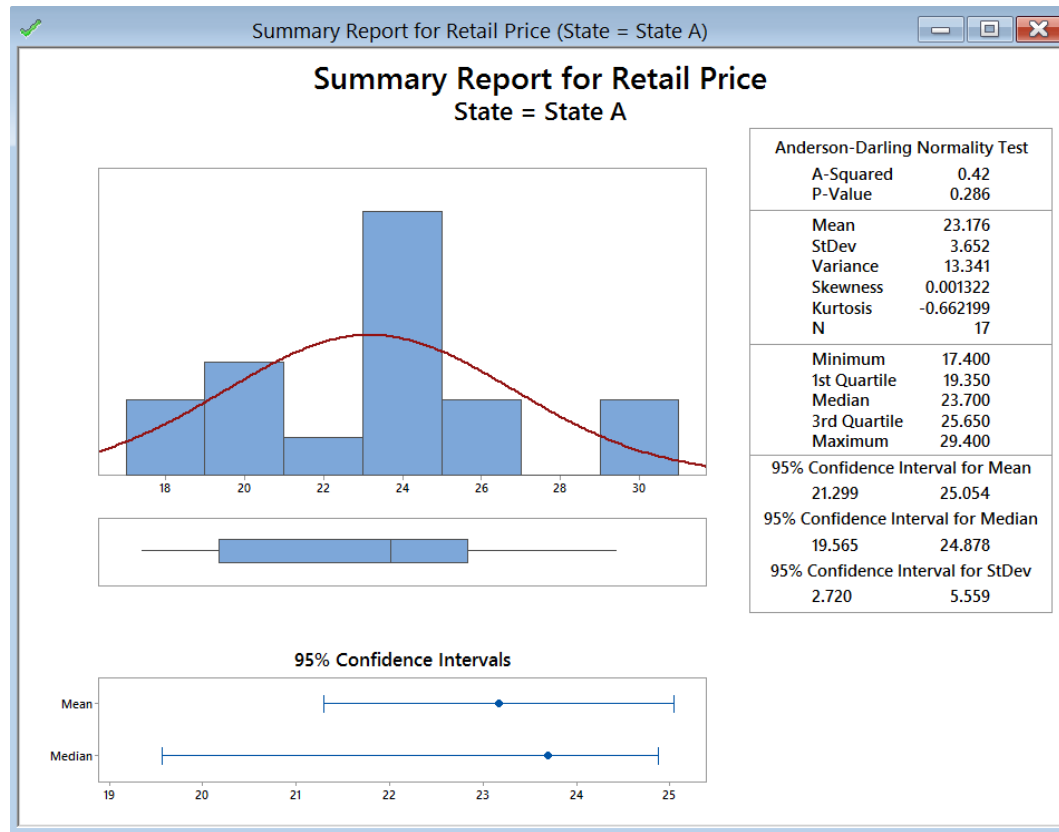 Summary Report for Retail Price (State = State A)
Summary Report for Retail Price
State = State A
18 20 22 24 26 28 30
95% Confidence Intervals
Mean
Median
19 20 21 22 23 24 25
Anderson-Darling Normality Test
A-Squared 0.42
P-Value 0.286
Mean 23.176
StDev 3.652
Variance 13.341
Skewness 0.001322
Kurtosis -0.662199
N 17
Minimum 17.400
1st Quartile 19.350
Median 23.700
3rd Quartile 25.650
Maximum 29.400
95% Confidence Interval for Mean
21.299 25.054
95% Confidence Interval for Median
19.565 24.878
95% Confidence Interval for StDev
2.720 5.559